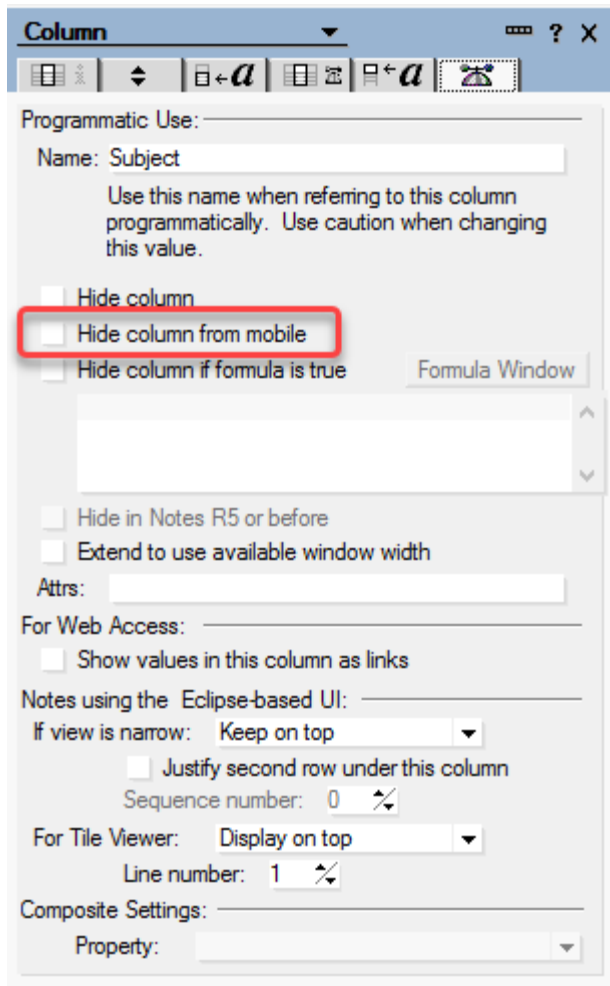 Column
? X
a a
Programmatic Use:
Name: Subject
Use this name when referring to this column
programmatically. Use caution when changing
this value.
Hide column
Hide column from mobile
Hide column if formula is true Formula Window
Hide in Notes R5 or before
Extend to use available window width
Attrs:
For Web Access:
Show values in this column as links
Notes using the Eclipse-based UI:
If view is narrow: Keep on top
Justify second row under this column
Sequence number: 0
For Tile Viewer: Display on top
Line number: 1
Composite Settings:
Property: